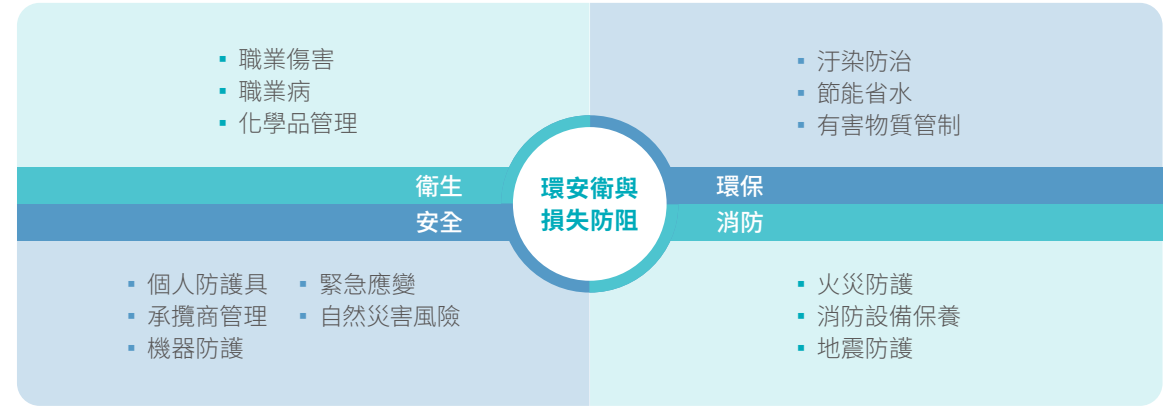 職業傷害
職業病
化學品管理
衛生
汙染防治
節能省水
有害物質管制
環保
環安衛與
損失防阻
安全
個人防護具
承攬商管理
機器防護
緊急應變
自然災害風險
消防
火災防護
消防設備保養
地震防護